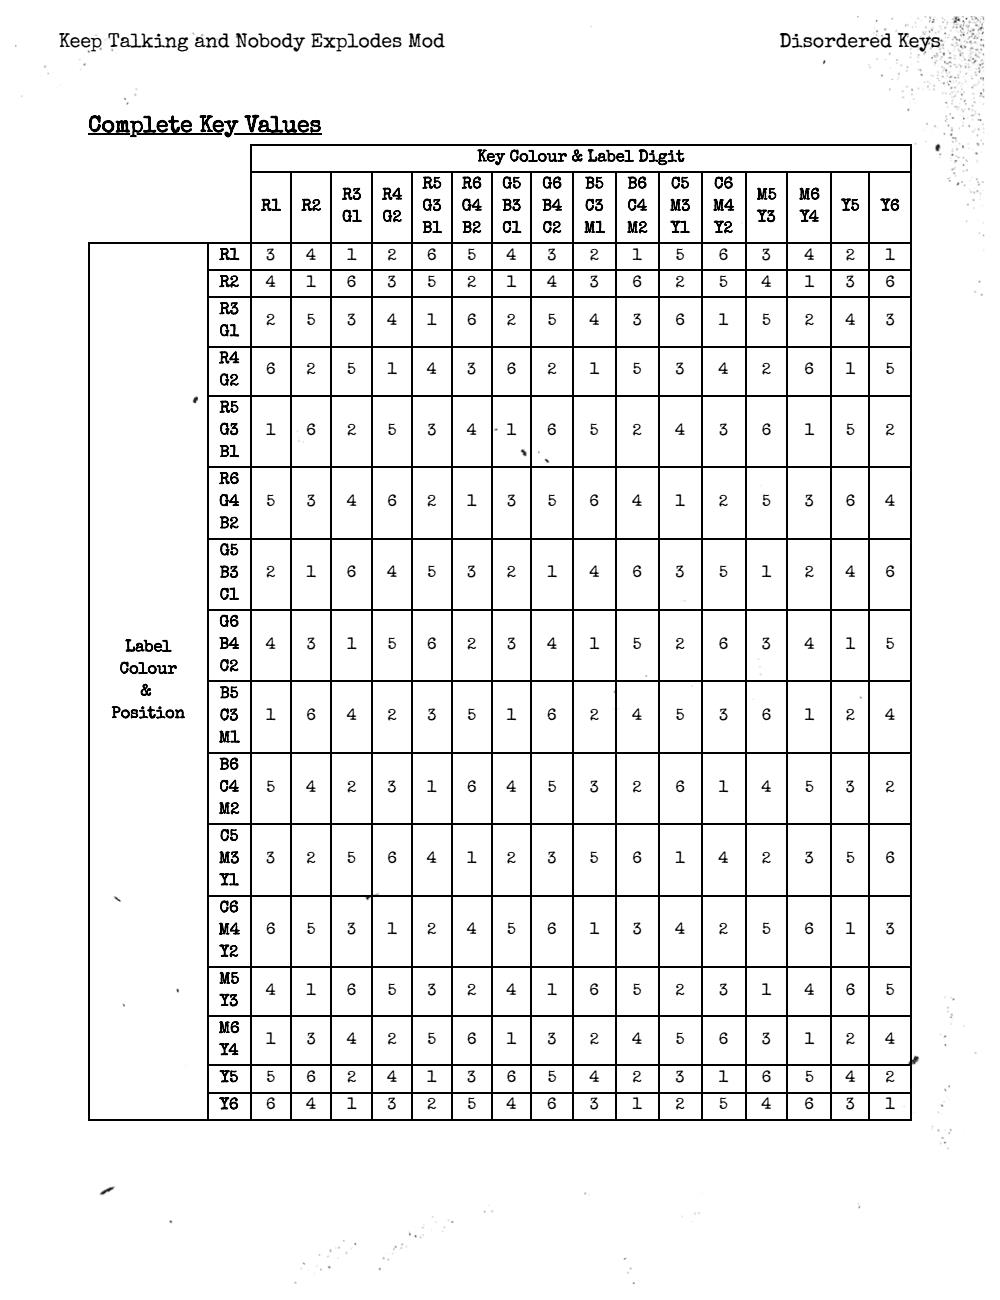 Keep Talking and Nobody Explodes Mod Disordered Keys
Complete Key Values
Key Colour & Label Digit
R1 R2 R3 G1 R4 G2 R5 G3 B1 R6 G4 B2 G5 B3 C1 G6 B4 C2 B5 C3 M1 B6 C4 M2 C5 M3 Y1 C6 M4 Y2 M5 Y3 M6 Y4 Y5 Y6
Label Colour & Position
R1 3 4 1 2 6 5 4 3 2 1 5 6 3 4 2 1
R2 4 1 6 3 5 2 1 4 3 6 2 5 4 1 3 6
R3 G1 2 5 3 4 1 6 2 5 4 3 6 1 5 2 4 3
R4 G2 6 2 5 1 4 3 6 2 1 5 3 4 2 6 1 5
R5 G3 B1 1 6 2 5 3 4 1 6 5 2 4 3 6 1 5 2
R6 G4 B2 5 3 4 6 2 1 3 5 6 4 1 2 5 3 6 4
G5 B3 C1 2 1 6 4 5 3 2 1 4 6 3 5 1 2 4 6
G6 B4 C2 4 3 1 5 6 2 3 4 1 5 2 6 3 4 1 5
B5 C3 M1 1 6 4 2 3 5 1 6 2 4 5 3 6 1 2 4
B6 C4 M2 5 4 2 3 1 6 4 5 3 2 6 1 4 5 3 2
C5 M3 Y1 3 2 5 6 4 1 2 3 5 6 1 4 2 3 5 6
C6 M4 Y2 6 5 3 1 2 4 5 6 1 3 4 2 5 6 1 3
M5 Y3 4 1 6 5 3 2 4 1 6 5 2 3 1 4 6 5
M6 Y4 1 3 4 2 5 6 1 3 2 4 5 6 3 1 2 4
Y5 5 6 2 4 1 3 6 5 4 2 3 1 6 5 4 2
Y6 6 4 1 3 2 5 4 6 3 1 2 5 4 6 3 1